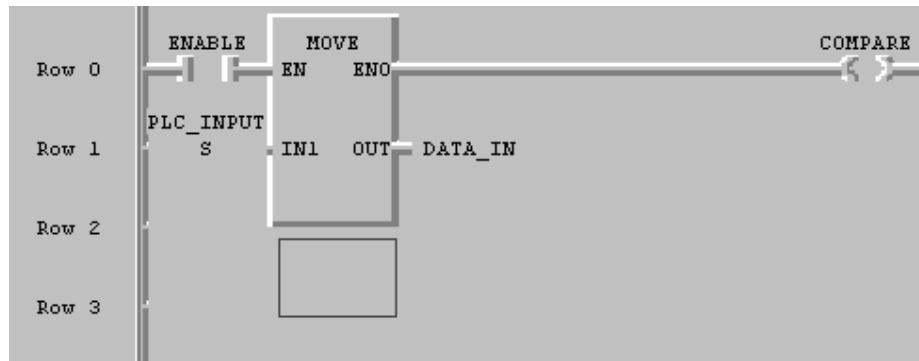 ENABLE MOVE COMPARE
Row 0 EN ENO
PLC_INPUT
Row 1 S IN1 OUT DATA_IN
Row 2
Row 3